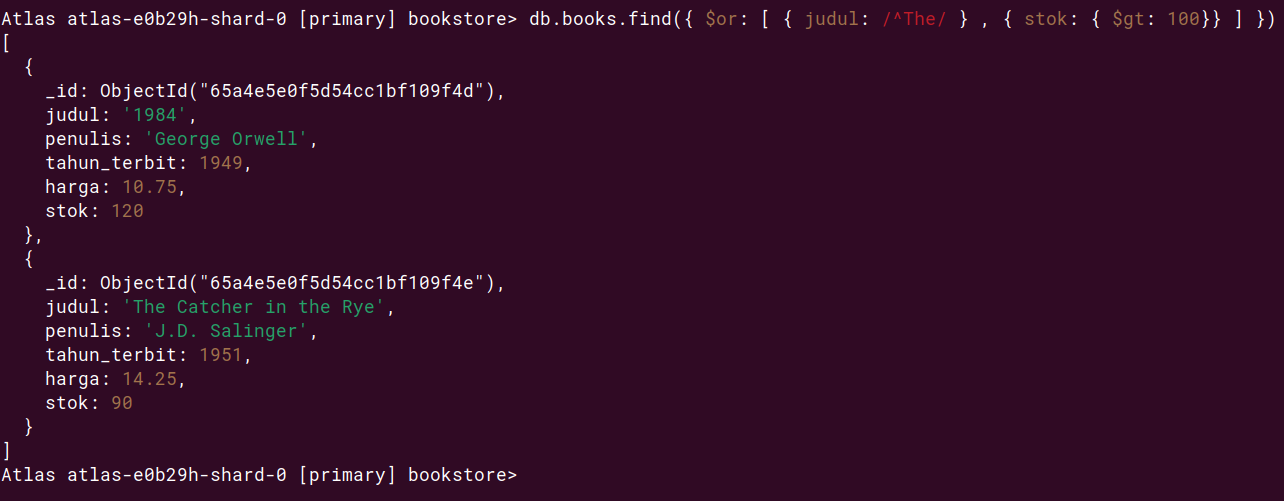 Atlas atlas-e0b29h-shard-0 [primary] bookstore> db.books.find({ $or: [ { judul: /^The/ } , { stok: { $gt: 100}} ] })
[
  {
    _id: ObjectId("65a4e5e0f5d54cc1bf109f4d"),
    judul: '1984',
    penulis: 'George Orwell',
    tahun_terbit: 1949,
    harga: 10.75,
    stok: 120
  },
  {
    _id: ObjectId("65a4e5e0f5d54cc1bf109f4e"),
    judul: 'The Catcher in the Rye',
    penulis: 'J.D. Salinger',
    tahun_terbit: 1951,
    harga: 14.25,
    stok: 90
  }
]
Atlas atlas-e0b29h-shard-0 [primary] bookstore>